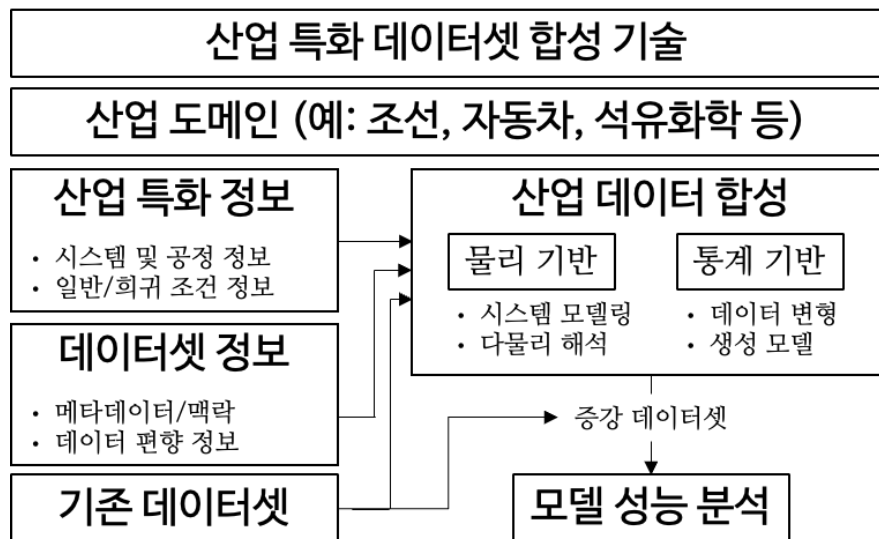 산업 특화 데이터셋 합성 기술
산업 도메인 (예: 조선, 자동차, 석유화학 등)
산업 특화 정보
• 시스템 및 공정 정보
• 일반/희귀 조건 정보
데이터셋 정보
• 메타데이터/맥락
• 데이터 편향 정보
기존 데이터셋
산업 데이터 합성
물리 기반
• 시스템 모델링
• 다물리 해석
통계 기반
• 데이터 변형
• 생성 모델
증강 데이터셋
모델 성능 분석